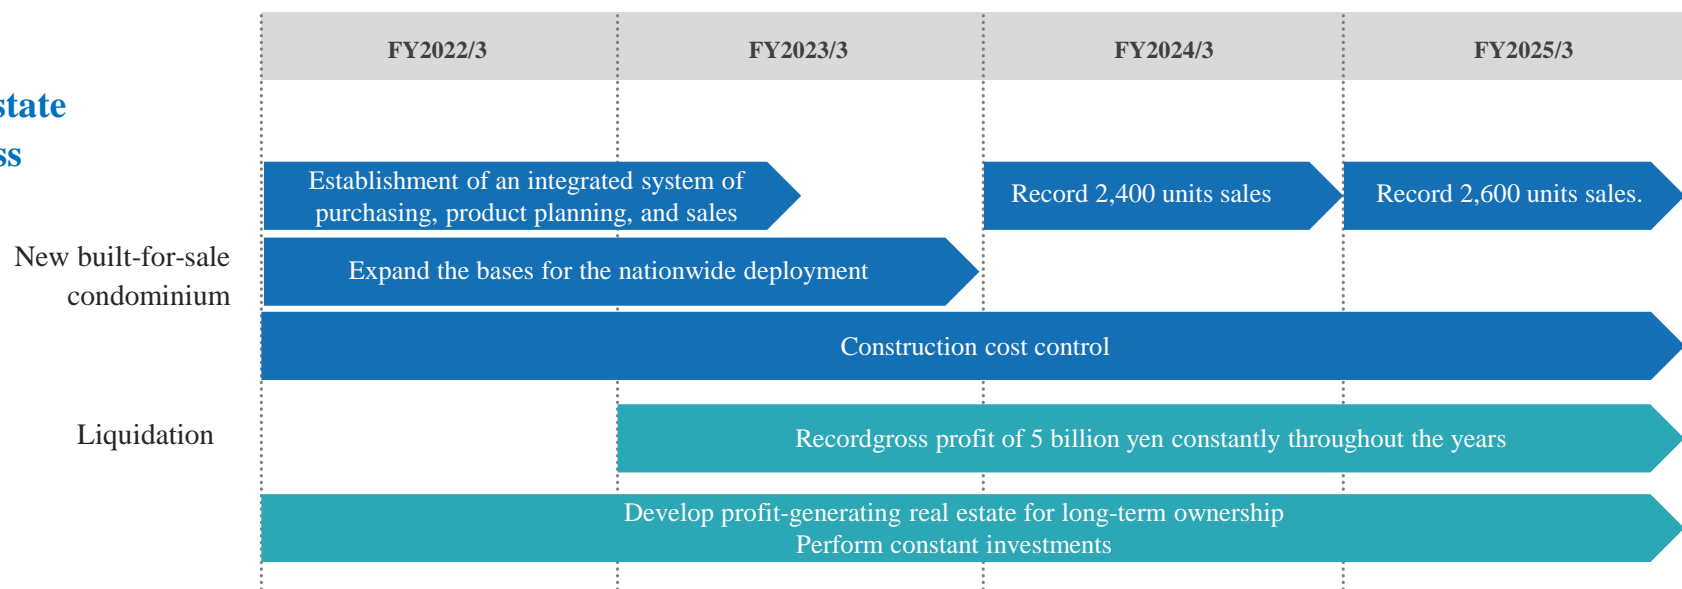 FY2022/3
FY2023/3
FY2024/3
FY2025/3
state
ss
Establishment of an integrated system of
purchasing, product planning, and sales
Record 2,400 units sales
Record 2,600 units sales.
New built-for-sale
condominium
Expand the bases for the nationwide deployment
Construction cost control
Liquidation
Recordgross profit of 5 billion yen constantly throughout the years
Develop profit-generating real estate for long-term ownership
Perform constant investments